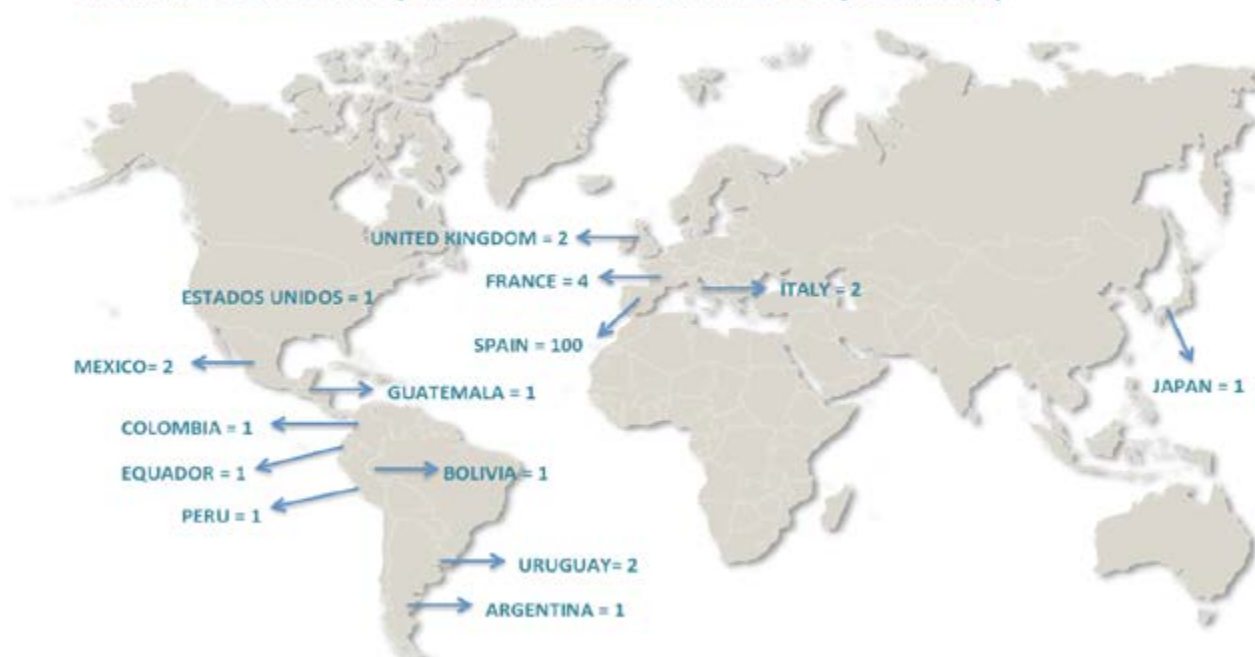 UNITED KINGDOM = 2
FRANCE = 4
ITALY = 2
ESTADOS UNIDOS = 1
SPAIN = 100
MEXICO= 2
GUATEMALA = 1
JAPAN = 1
COLOMBIA = 1
EQUADOR = 1
BOLIVIA = 1
PERU = 1
URUGUAY= 2
ARGENTINA = 1